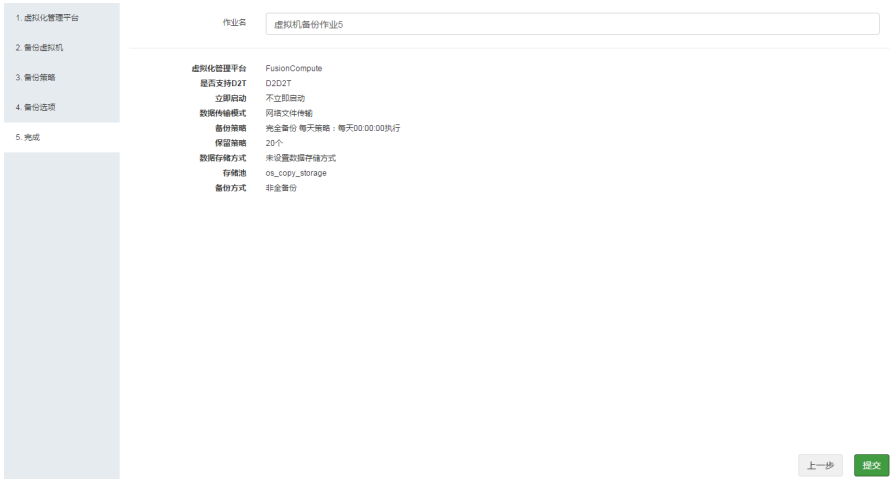 1. 虚拟化管理平台
2. 备份虚拟机
3. 备份策略
4. 备份选项
5. 完成
作业名 虚拟机备份作业5
虚拟化管理平台 FusionCompute
是否支持D2T D2D2T
立即启动 不立即启动
数据传输模式 网络文件传输
备份策略 完全备份 每天策略：每天00:00:00执行
保留策略 20个
数据存储方式 未设置数据存储方式
存储池 os_copy_storage
备份方式 非全备份
上一步 提交